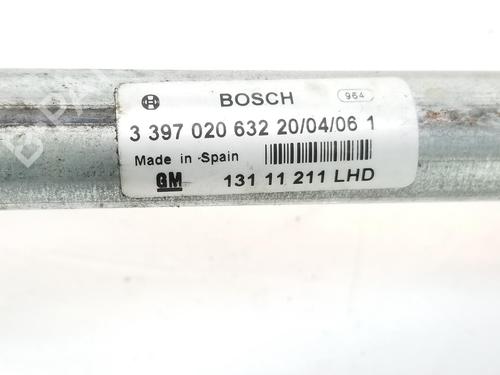 BOSCH 964
3 397 020 632 20/04/06 1
Made in Spain
GM 131 11 211 LHD